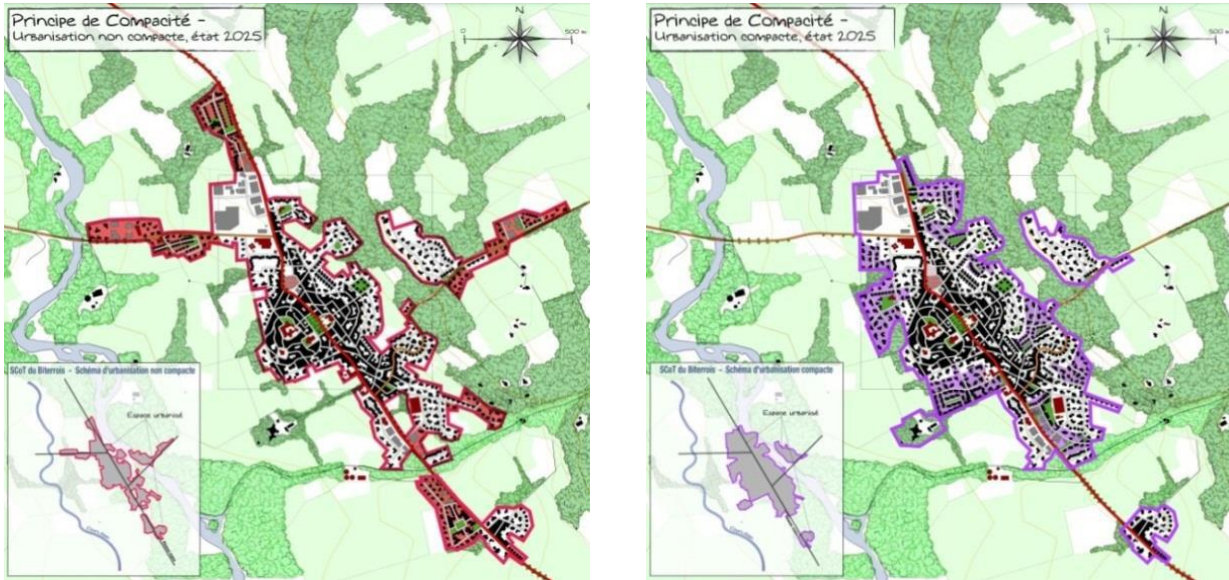 Principe de Compacité -
Urbanisation non compacte, état 2025
N
0
500 m
SCoT du Biterrois - Schéma d'urbanisation non compacte
Espace urbanisé
Principe de Compacité -
Urbanisation compacte, état 2025
N
0
500 m
SCoT du Biterrois - Schéma d'urbanisation compacte
Espace urbanisé